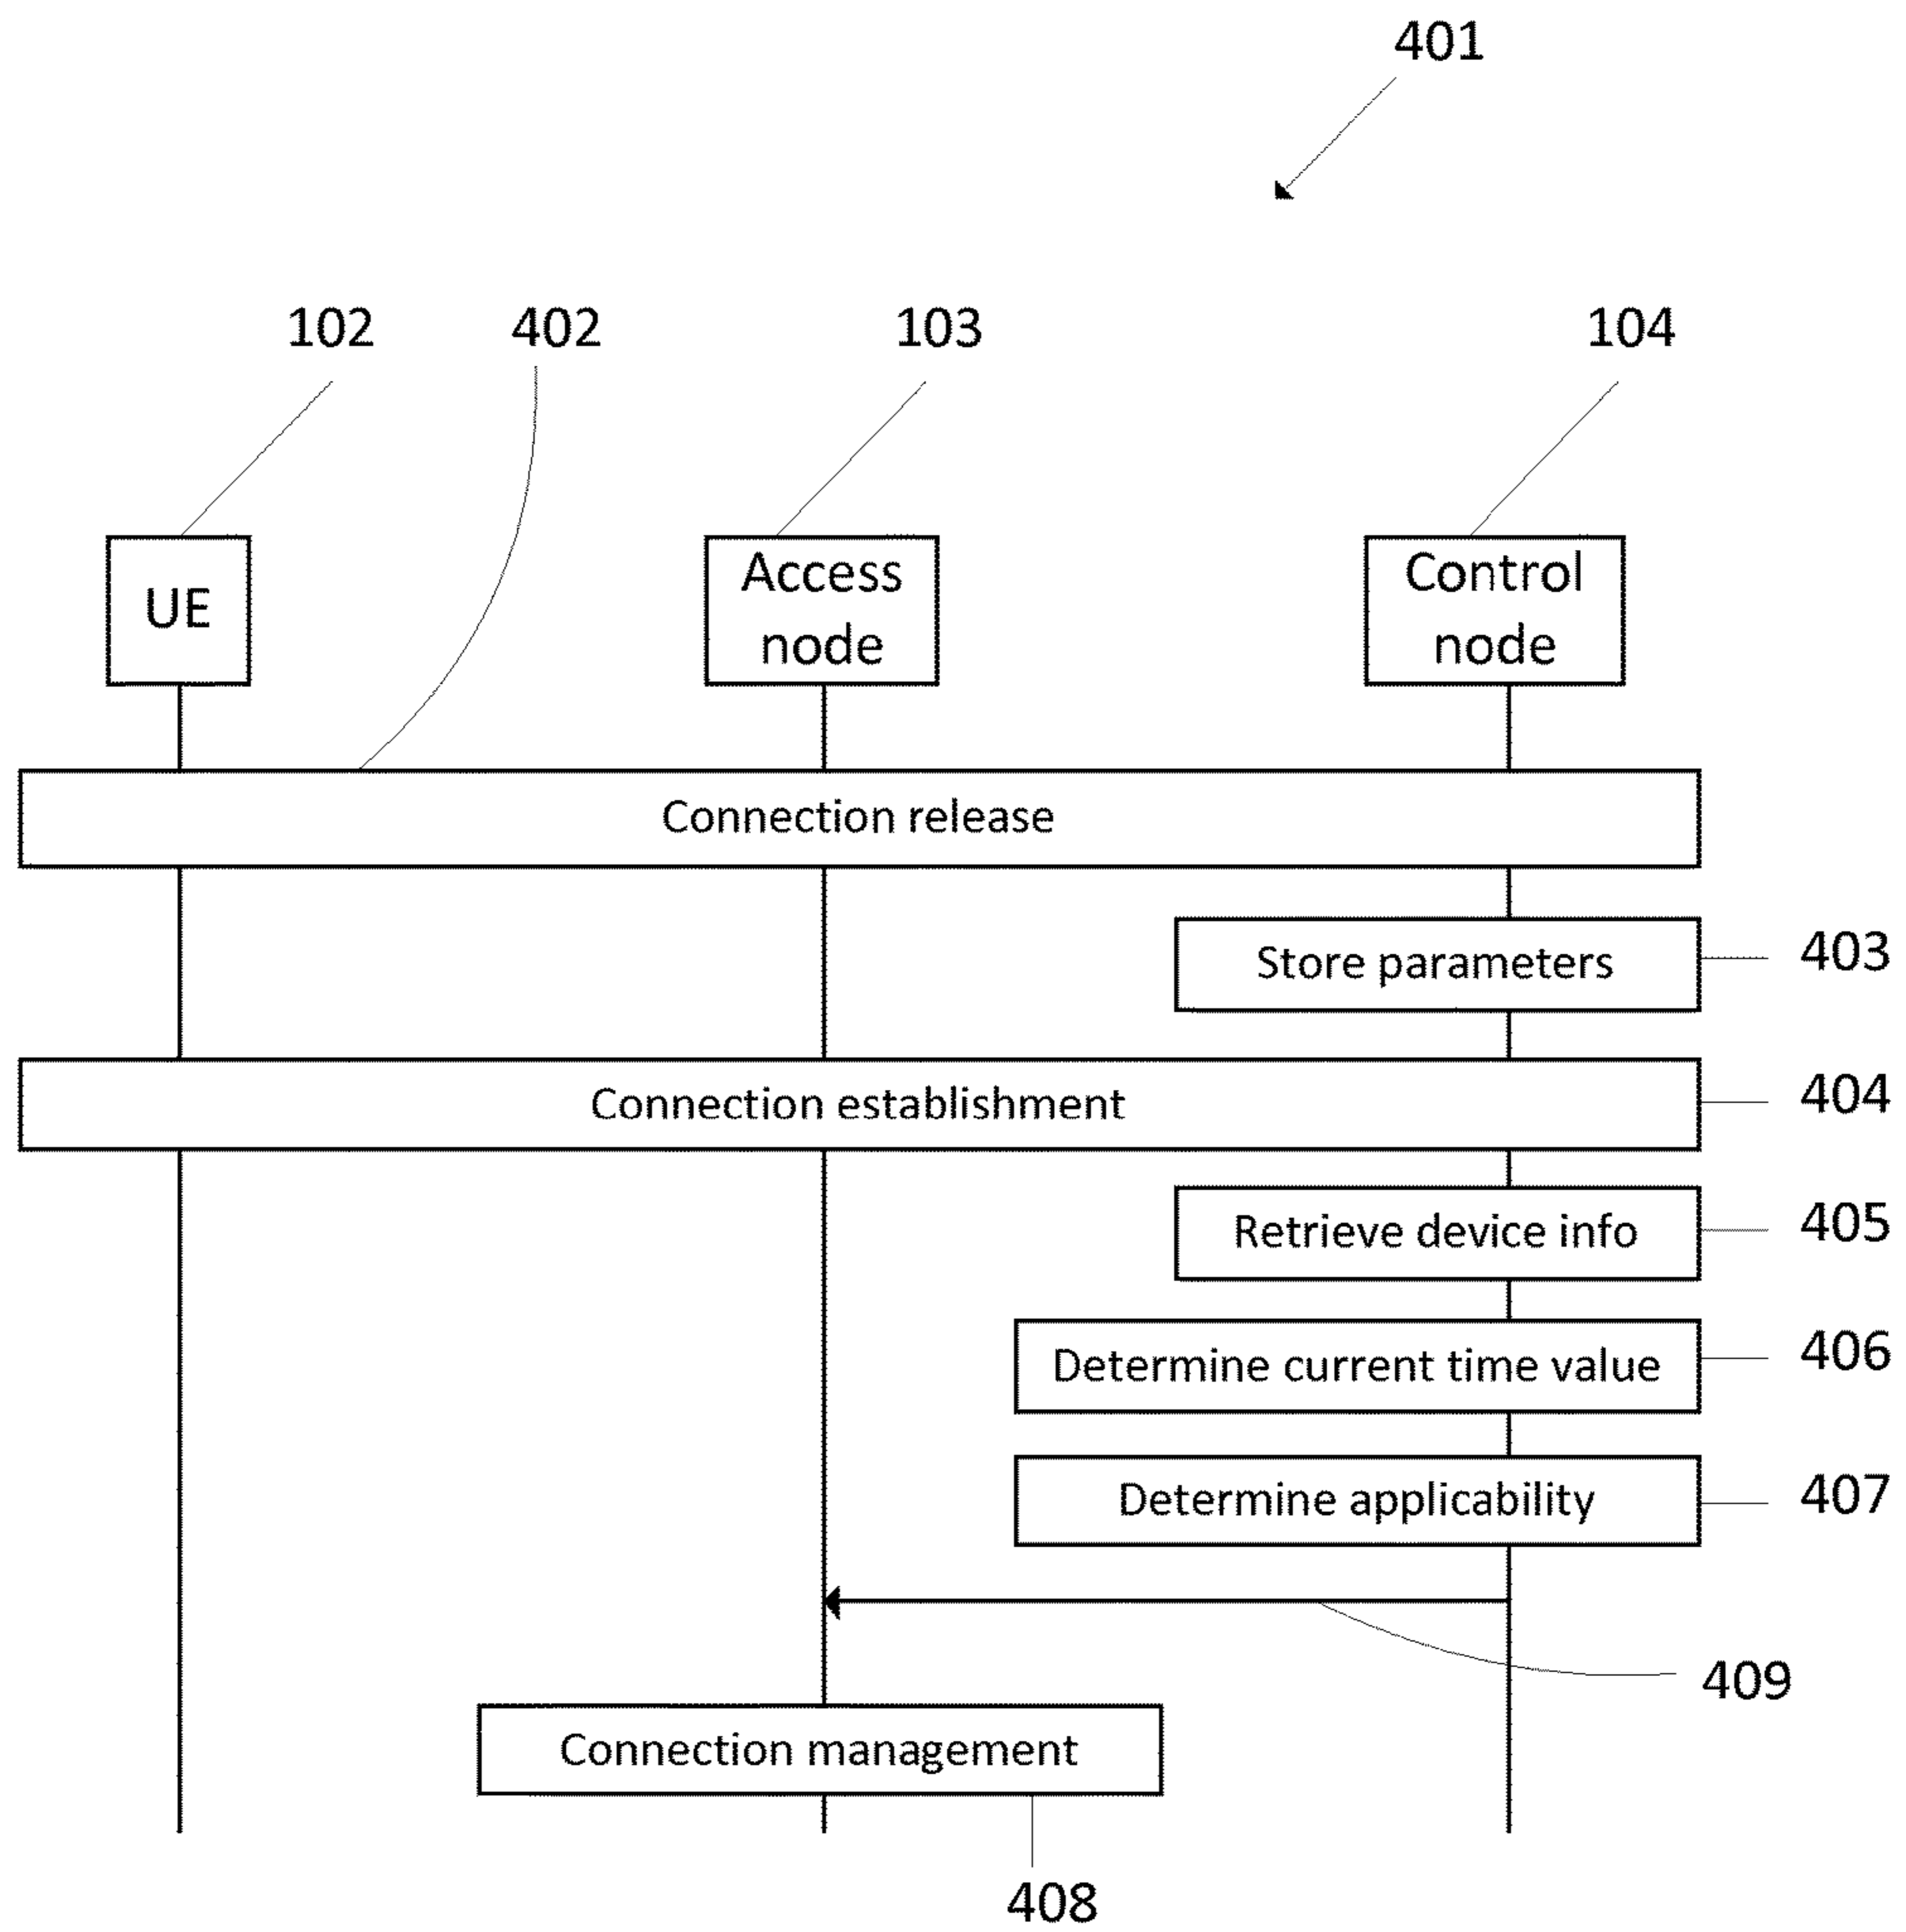 401
102
402
103
104
UE
Access
node
Control
node
Connection release
Store parameters
403
Connection establishment
404
Retrieve device info
405
Determine current time value
406
Determine applicability
407
409
Connection management
408